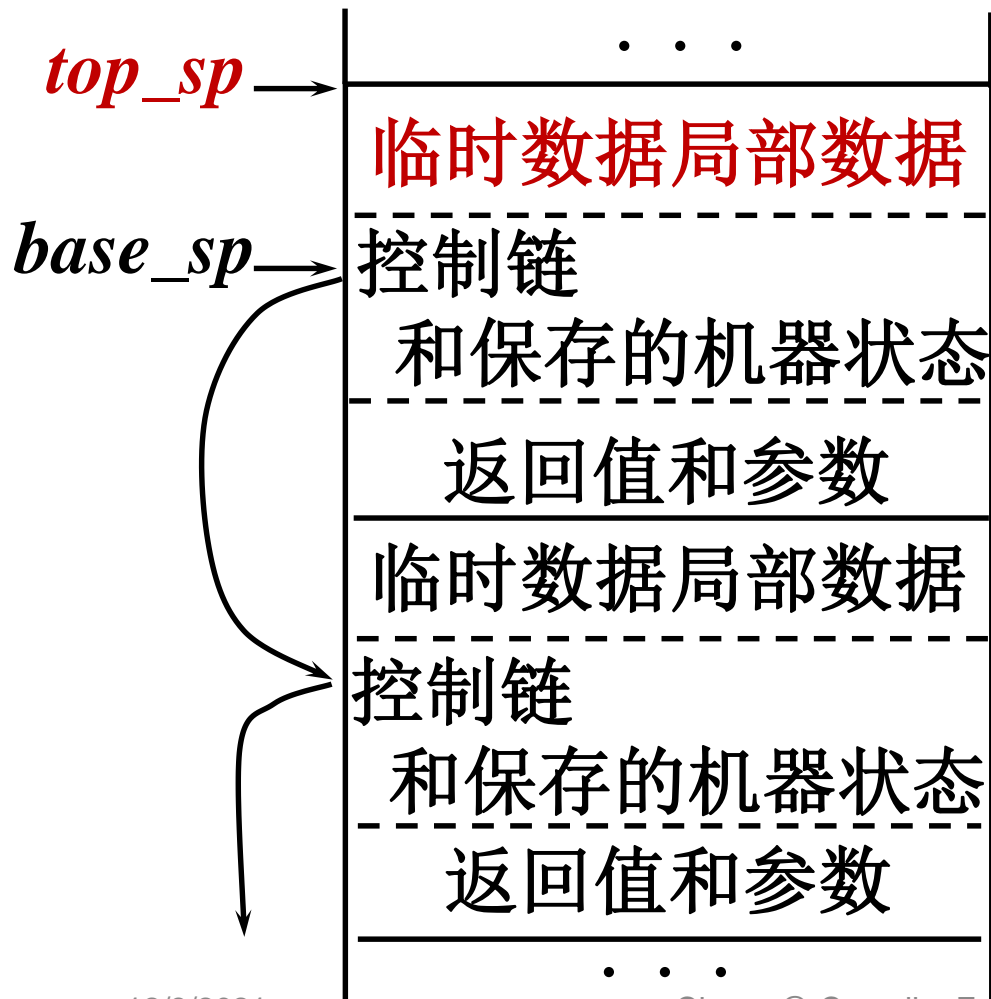 · · ·
top_sp
临时数据局部数据
base_sp
控制链
和保存的机器状态
返回值和参数
临时数据局部数据
控制链
和保存的机器状态
返回值和参数
· · ·